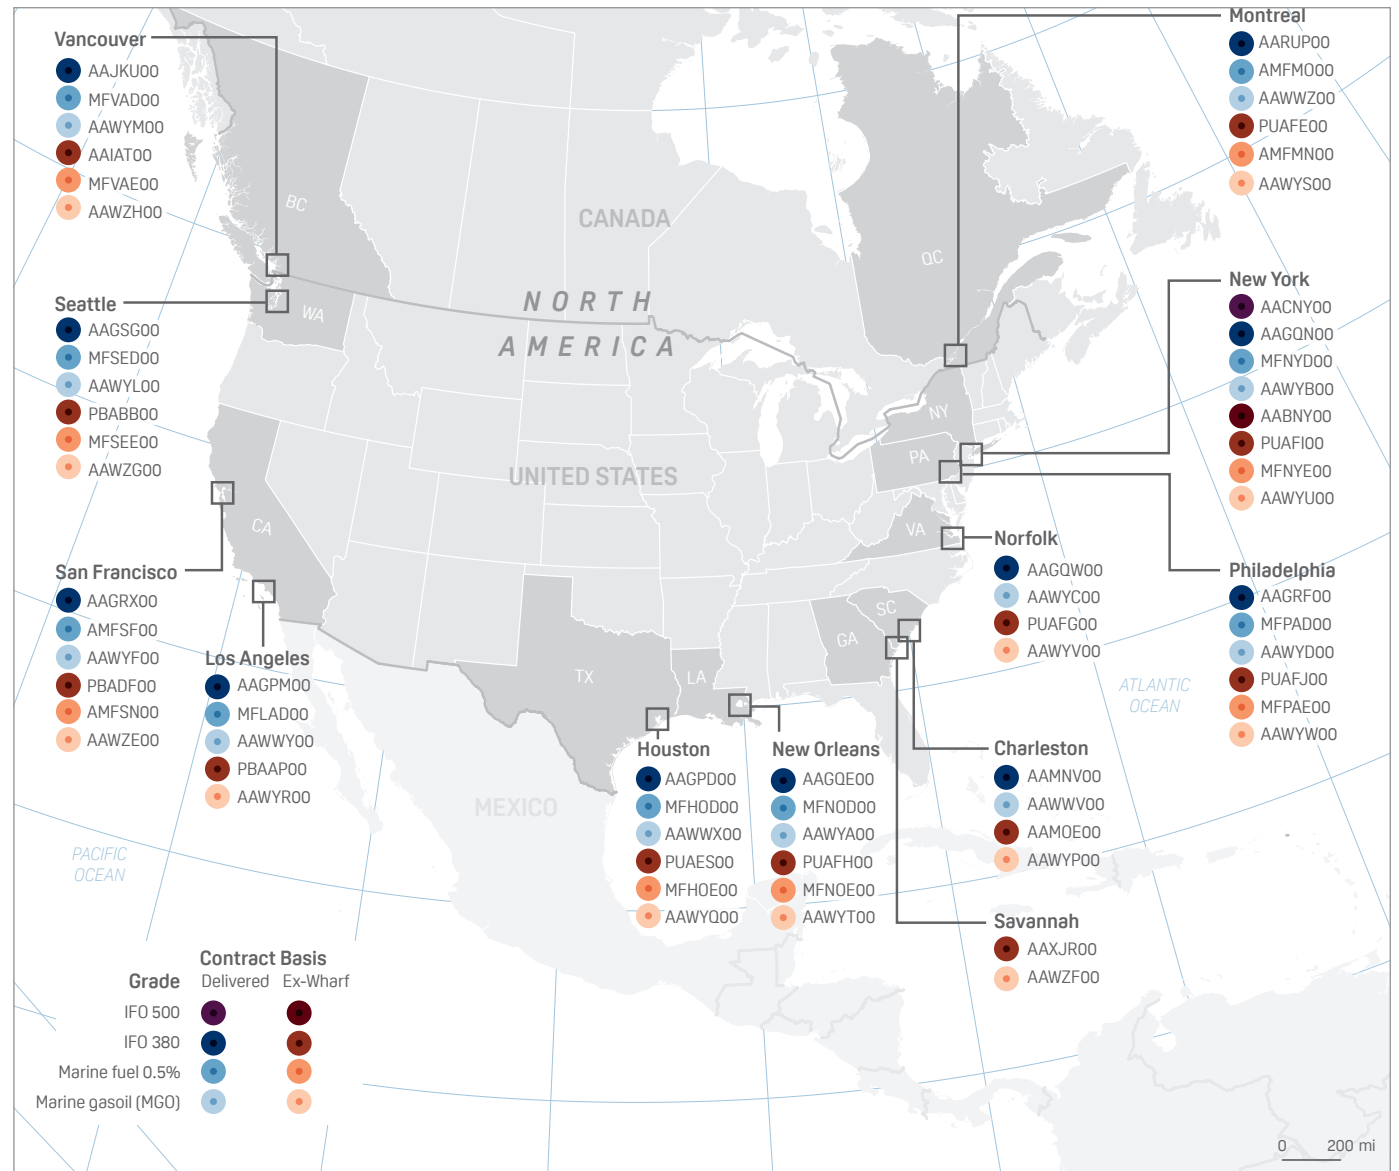 Vancouver
AAJKU00
MFVAD00
AAWYM00
AAIAT00
MFVAE00
AAWZH00
Seattle
AAGSG00
MFSED00
AAWYL00
PBABB00
MFSEE00
AAWZG00
San Francisco
AAGRX00
AMFSF00
AAWYF00
PBADF00
AMFSN00
AAWZE00
Los Angeles
AAGPM00
MFLAD00
AAWWY00
PBAAP00
AAWYR00
Houston
AAGPD00
MFHOD00
AAWWX00
PUAES00
MFHOE00
AAWYQ00
New Orleans
AAGQE00
MFNOD00
AAWYA00
PUAFH00
MFNOE00
AAWYT00
Montreal
AARUP00
AMFMO00
AAWWZ00
PUAFE00
AMFMN00
AAWYS00
New York
AACNY00
AAGQN00
MFNYD00
AAWYB00
AABNY00
PUAFI00
MFNYE00
AAWYU00
Norfolk
AAGQW00
AAWYC00
PUAFG00
AAWYV00
Philadelphia
AAGRF00
MFPAD00
AAWYD00
PUAFJ00
MFPAE00
AAWYW00
Charleston
AAMNV00
AAWWV00
AAMOE00
AAWYP00
Savannah
AAXJR00
AAWZF00
BC
WA
CA
TX
LA
GA
SC
VA
PA
NY
QC
CANADA
NORTH
AMERICA
UNITED STATES
MEXICO
PACIFIC
OCEAN
ATLANTIC
OCEAN
Contract Basis
Grade Delivered Ex-Wharf
IFO 500
IFO 380
Marine fuel 0.5%
Marine gasoil (MGO)
0 200 mi